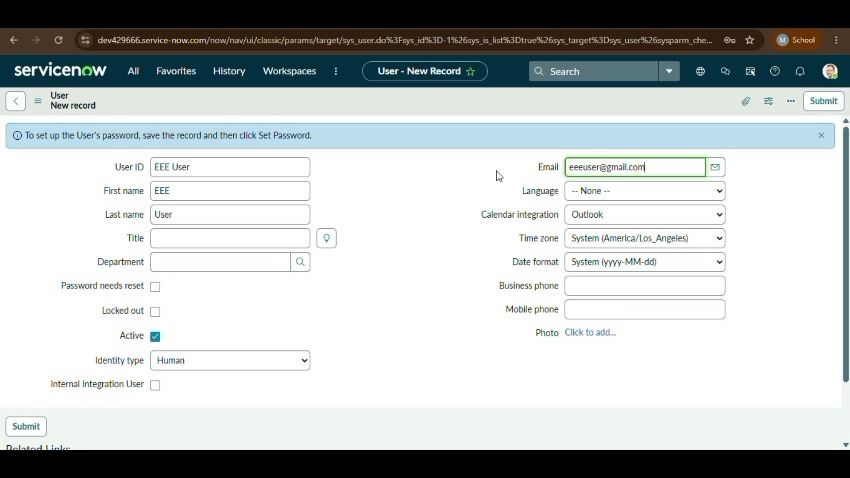 dev429666.service-now.com/now/nav/ui/classic/params/target/sys_user.do%3Fsys_id%3D-1%26sys_is_list%3Dtrue%26sys_target%3Dsys_user%26sysparm_che...
M School
servicenow All Favorites History Workspaces User - New Record Search
User
New record
Submit
To set up the User's password, save the record and then click Set Password.
User ID EEE User
First name EEE
Last name User
Title
Department
Password needs reset
Locked out
Active
Identity type Human
Internal Integration User
Email eeeuser@gmail.com
Language -- None --
Calendar integration Outlook
Time zone System (America/Los_Angeles)
Date format System (yyyy-MM-dd)
Business phone
Mobile phone
Photo Click to add...
Submit
Related Links